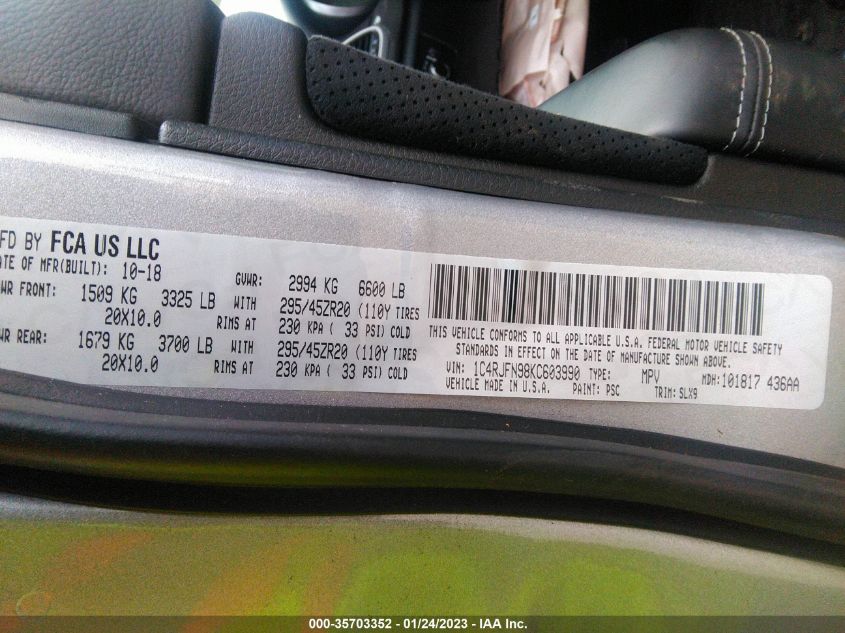 FD BY FCA US LLC
ATE OF MFR(BUILT): 10-18 GVWR: 2994 KG 6600 LB
WR FRONT: 1509 KG 3325 LB WITH 295/45ZR20 (110Y TIRES
20X10.0 RIMS AT 230 KPA ( 33 PSI) COLD
WR REAR: 1679 KG 3700 LB WITH 295/45ZR20 (110Y TIRES
20X10.0 RIMS AT 230 KPA ( 33 PSI) COLD
THIS VEHICLE CONFORMS TO ALL APPLICABLE U.S.A. FEDERAL MOTOR VEHICLE SAFETY
STANDARDS IN EFFECT ON THE DATE OF MANUFACTURE SHOWN ABOVE.
VIN: 1C4RJFN98KC603990 TYPE: MPV MDH: 101817 436AA
VEHICLE MADE IN U.S.A. PAINT: PSC TRIM: SLX9
000-35703352 - 01/24/2023 - IAA Inc.